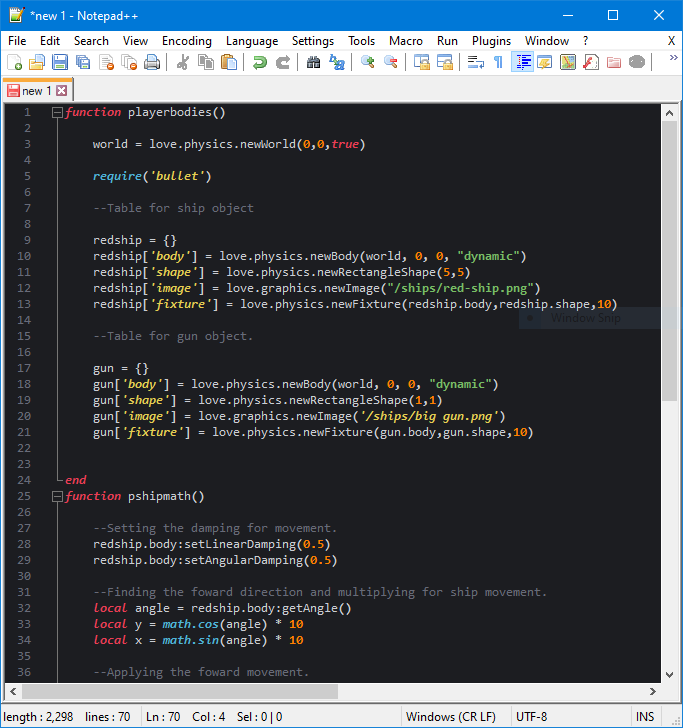 *new 1 - Notepad++
File Edit Search View Encoding Language Settings Tools Macro Run Plugins Window ? X
new 1
1 function playerbodies()
2
3 world = love.physics.newWorld(0,0,true)
4
5 require('bullet')
6
7 --Table for ship object
8
9 redship = {}
10 redship['body'] = love.physics.newBody(world, 0, 0, "dynamic")
11 redship['shape'] = love.physics.newRectangleShape(5,5)
12 redship['image'] = love.graphics.newImage("/ships/red-ship.png")
13 redship['fixture'] = love.physics.newFixture(redship.body,redship.shape,10)
14
Window Snip
15 --Table for gun object.
16
17 gun = {}
18 gun['body'] = love.physics.newBody(world, 0, 0, "dynamic")
19 gun['shape'] = love.physics.newRectangleShape(1,1)
20 gun['image'] = love.graphics.newImage('/ships/big gun.png')
21 gun['fixture'] = love.physics.newFixture(gun.body,gun.shape,10)
22
23
24 end
25 function pshipmath()
26
27 --Setting the damping for movement.
28 redship.body:setLinearDamping(0.5)
29 redship.body:setAngularDamping(0.5)
30
31 --Finding the foward direction and multiplying for ship movement.
32 local angle = redship.body:getAngle()
33 local y = math.cos(angle) * 10
34 local x = math.sin(angle) * 10
35
36 --Applying the foward movement.
length : 2,298 lines : 70 Ln : 70 Col : 4 Sel : 0 | 0 Windows (CR LF) UTF-8 INS